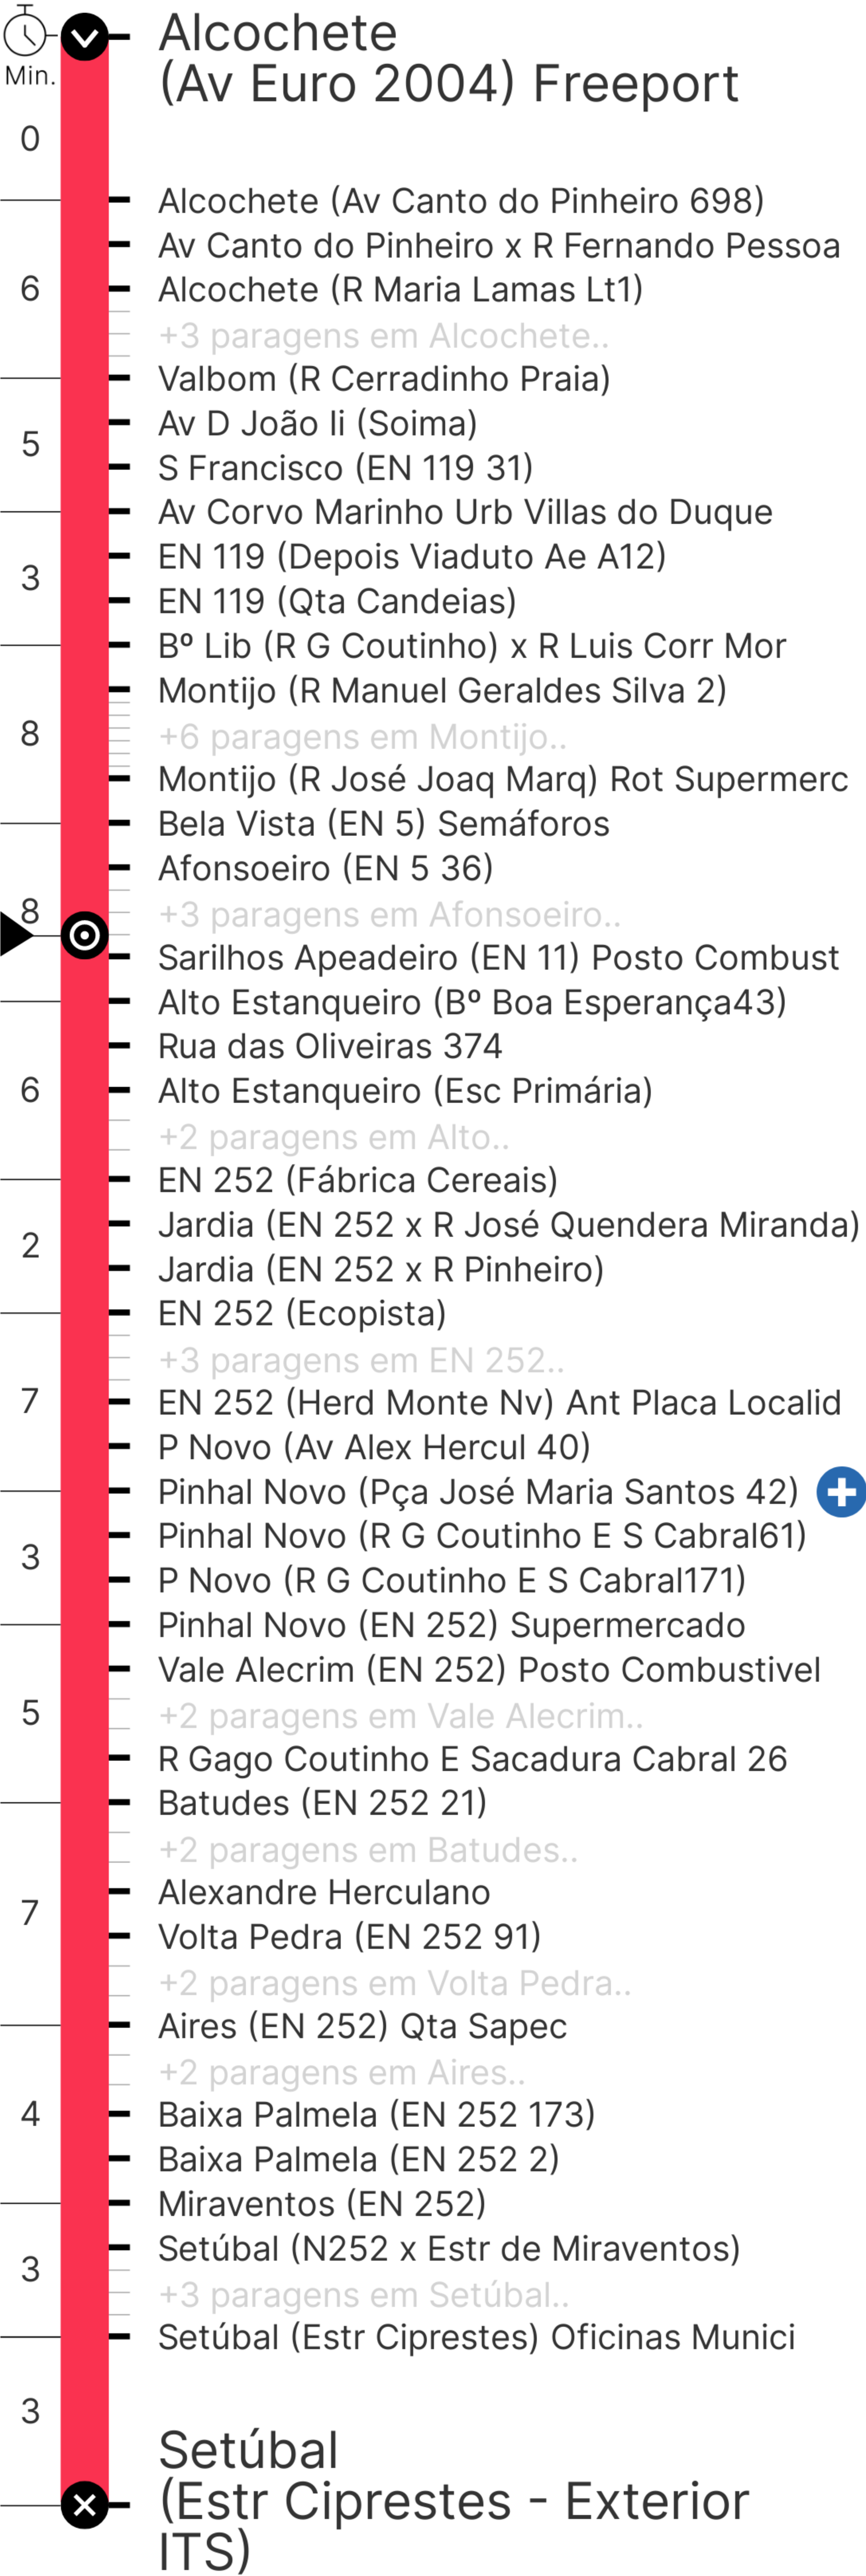 Alcochete
(Av Euro 2004) Freeport
Min.
0
Alcochete (Av Canto do Pinheiro 698)
Av Canto do Pinheiro x R Fernando Pessoa
6
Alcochete (R Maria Lamas Lt1)
+3 paragens em Alcochete..
Valbom (R Cerradinho Praia)
Av D João Ii (Soima)
5
S Francisco (EN 119 31)
Av Corvo Marinho Urb Villas do Duque
EN 119 (Depois Viaduto Ae A12)
3
EN 119 (Qta Candeias)
Bº Lib (R G Coutinho) x R Luis Corr Mor
Montijo (R Manuel Geraldes Silva 2)
8
+6 paragens em Montijo..
Montijo (R José Joaq Marq) Rot Supermerc
Bela Vista (EN 5) Semáforos
Afonsoeiro (EN 5 36)
8
+3 paragens em Afonsoeiro..
Sarilhos Apeadeiro (EN 11) Posto Combust
Alto Estanqueiro (Bº Boa Esperança43)
Rua das Oliveiras 374
6
Alto Estanqueiro (Esc Primária)
+2 paragens em Alto..
EN 252 (Fábrica Cereais)
Jardia (EN 252 x R José Quendera Miranda)
2
Jardia (EN 252 x R Pinheiro)
EN 252 (Ecopista)
+3 paragens em EN 252..
7
EN 252 (Herd Monte Nv) Ant Placa Localid
P Novo (Av Alex Hercul 40)
Pinhal Novo (Pça José Maria Santos 42)
Pinhal Novo (R G Coutinho E S Cabral61)
3
P Novo (R G Coutinho E S Cabral171)
Pinhal Novo (EN 252) Supermercado
Vale Alecrim (EN 252) Posto Combustivel
5
+2 paragens em Vale Alecrim..
R Gago Coutinho E Sacadura Cabral 26
Batudes (EN 252 21)
+2 paragens em Batudes..
Alexandre Herculano
7
Volta Pedra (EN 252 91)
+2 paragens em Volta Pedra..
Aires (EN 252) Qta Sapec
+2 paragens em Aires..
4
Baixa Palmela (EN 252 173)
Baixa Palmela (EN 252 2)
Miraventos (EN 252)
Setúbal (N252 x Estr de Miraventos)
3
+3 paragens em Setúbal..
Setúbal (Estr Ciprestes) Oficinas Munici
3
Setúbal
(Estr Ciprestes - Exterior
ITS)